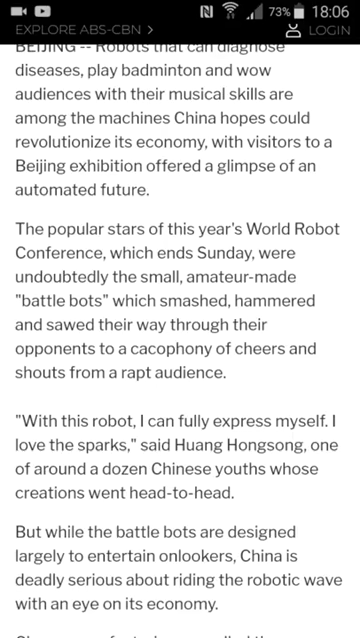 73% 18:06
EXPLORE ABS-CBN > LOGIN
BEIJING -- Robots that can diagnose
diseases, play badminton and wow
audiences with their musical skills are
among the machines China hopes could
revolutionize its economy, with visitors to a
Beijing exhibition offered a glimpse of an
automated future.
The popular stars of this year's World Robot
Conference, which ends Sunday, were
undoubtedly the small, amateur-made
"battle bots" which smashed, hammered
and sawed their way through their
opponents to a cacophony of cheers and
shouts from a rapt audience.
"With this robot, I can fully express myself. I
love the sparks," said Huang Hongsong, one
of around a dozen Chinese youths whose
creations went head-to-head.
But while the battle bots are designed
largely to entertain onlookers, China is
deadly serious about riding the robotic wave
with an eye on its economy.